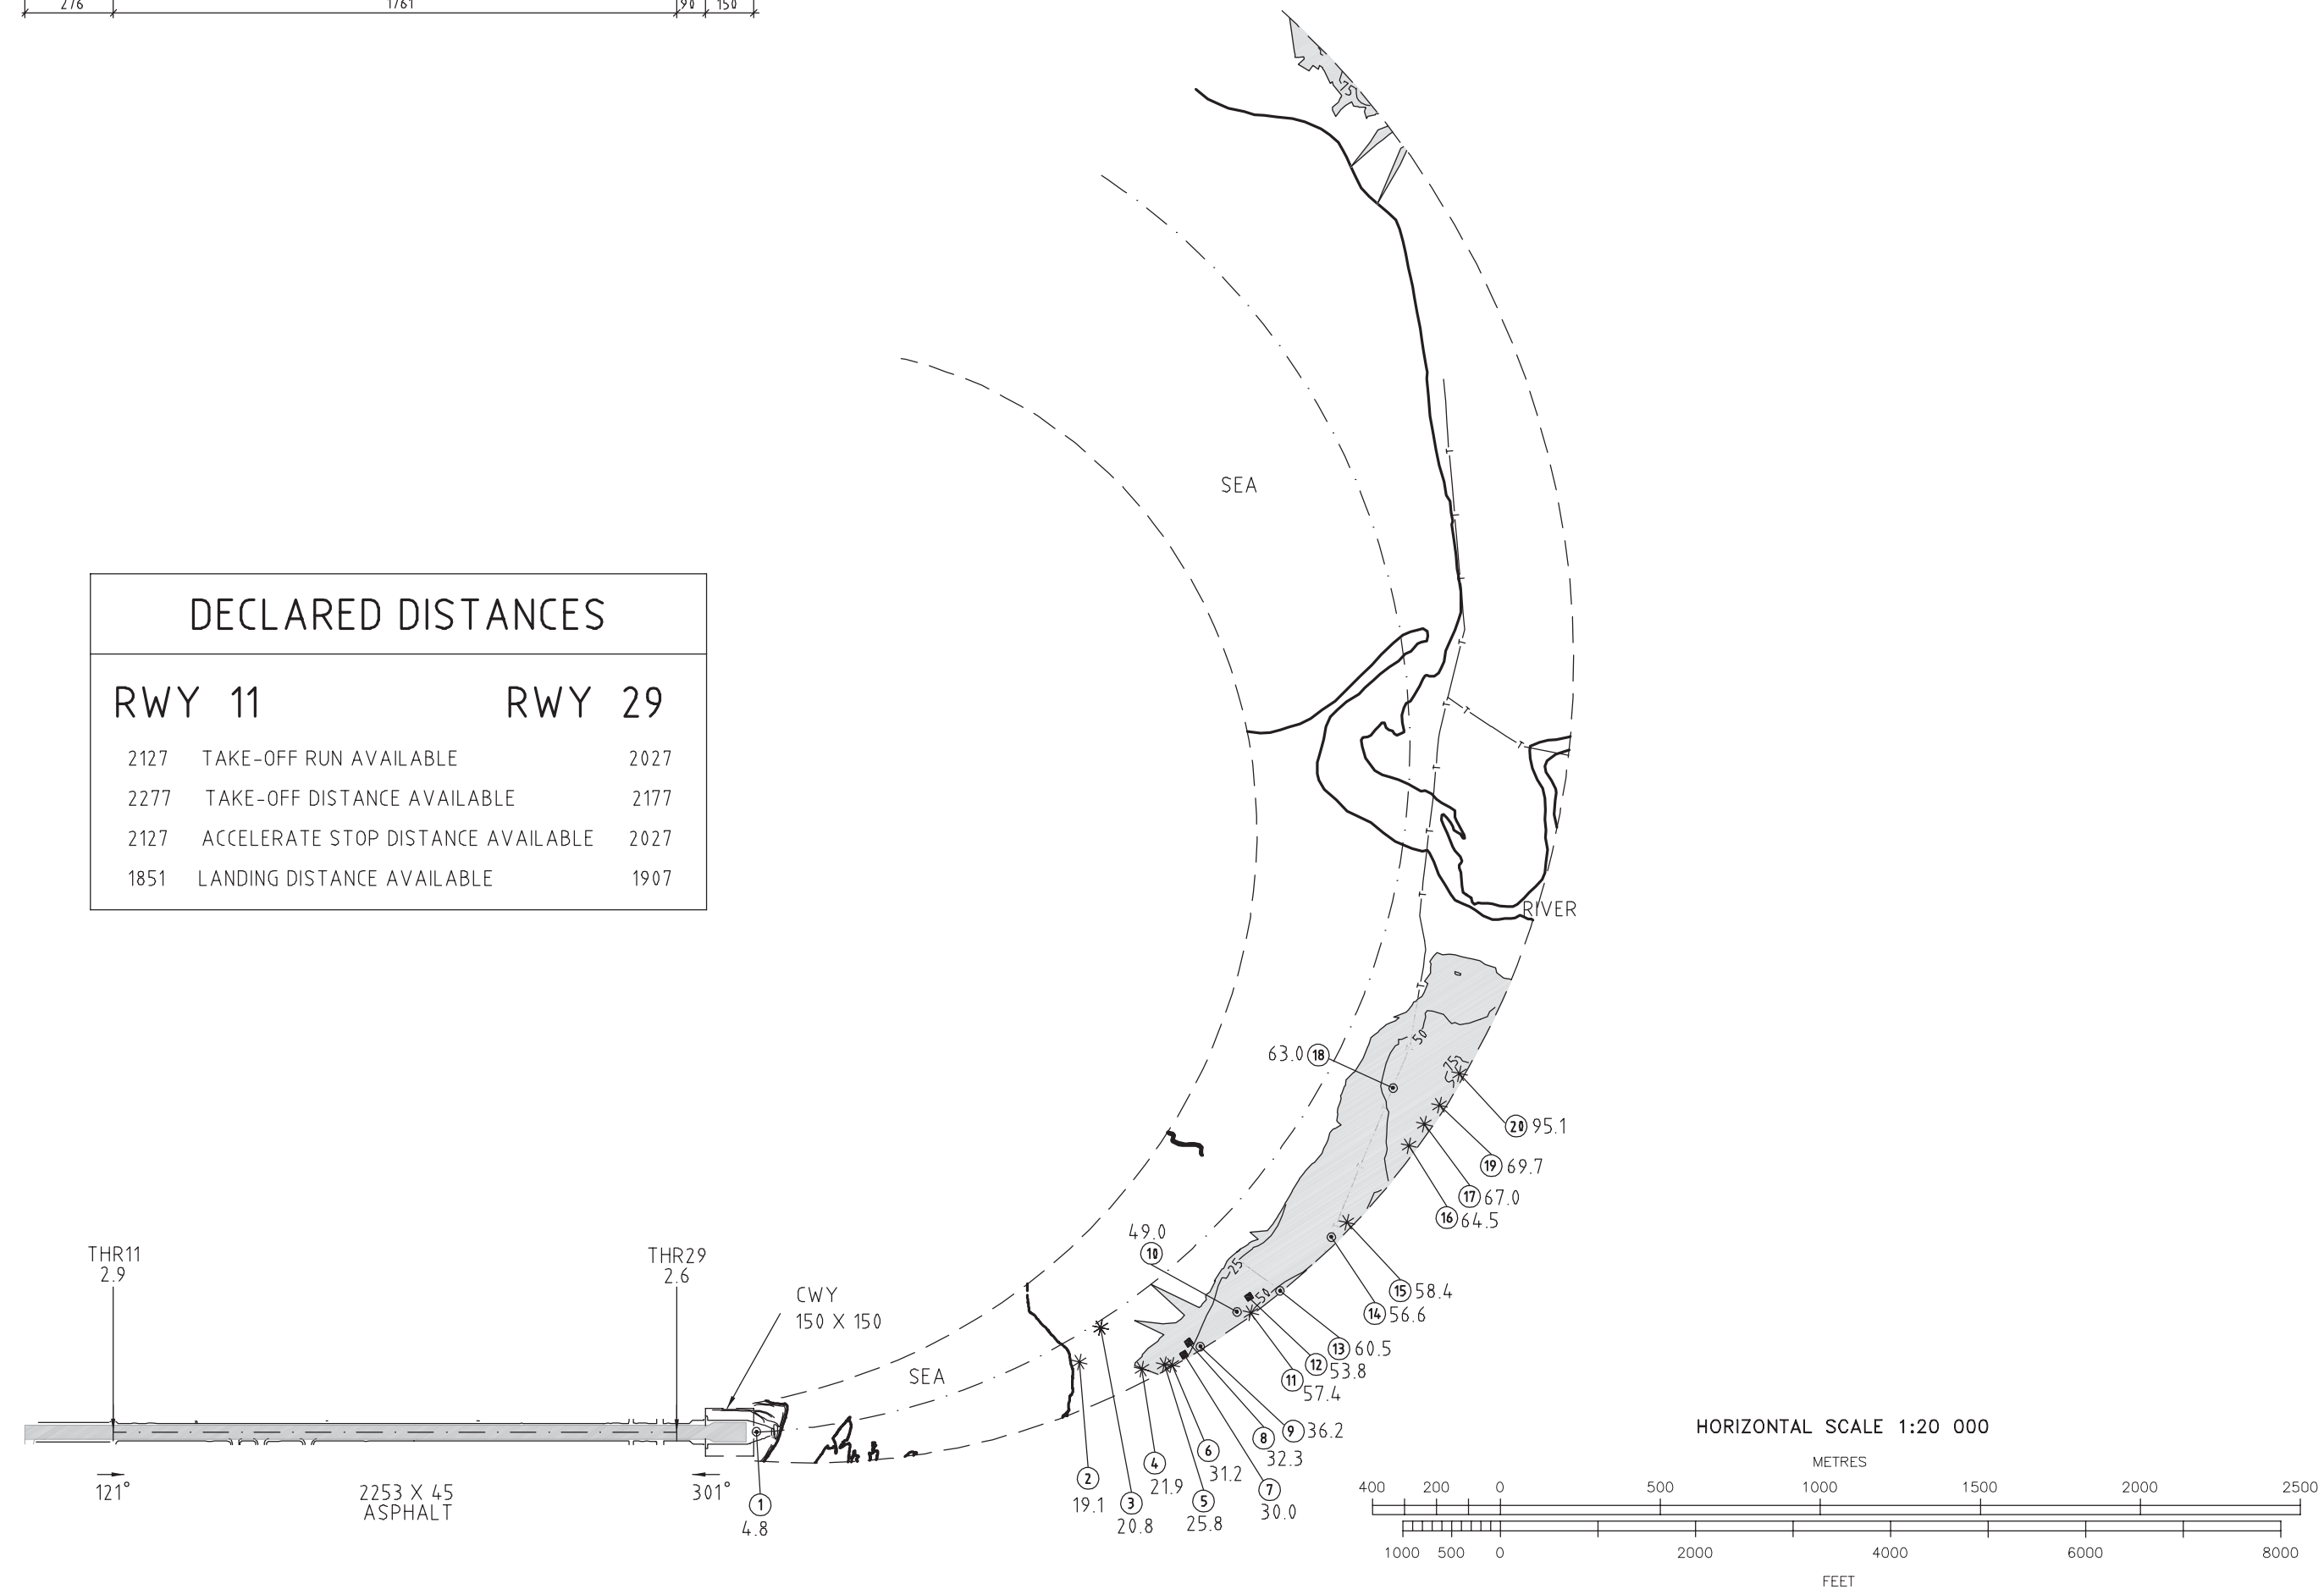 276 1761 90 150
75
SEA
DECLARED DISTANCES
RWY 11 RWY 29
2127 TAKE-OFF RUN AVAILABLE 2027
2277 TAKE-OFF DISTANCE AVAILABLE 2177
2127 ACCELERATE STOP DISTANCE AVAILABLE 2027
1851 LANDING DISTANCE AVAILABLE 1907
T
T
T
T
T
T
T
T
T
T
T
RIVER
50
63.0 18
75
20 95.1
19 69.7
17 67.0
16 64.5
49.0
10
25
50
15 58.4
14 56.6
13 60.5
12 53.8
11 57.4
9 36.2
8 32.3
7 30.0
6 31.2
5 25.8
4 21.9
3 20.8
2 19.1
1 4.8
THR11
2.9
THR29
2.6
CWY
150 X 150
SEA
121°
2253 X 45
ASPHALT
301°
HORIZONTAL SCALE 1:20 000
METRES
400 200 0 500 1000 1500 2000 2500
1000 500 0 2000 4000 6000 8000
FEET